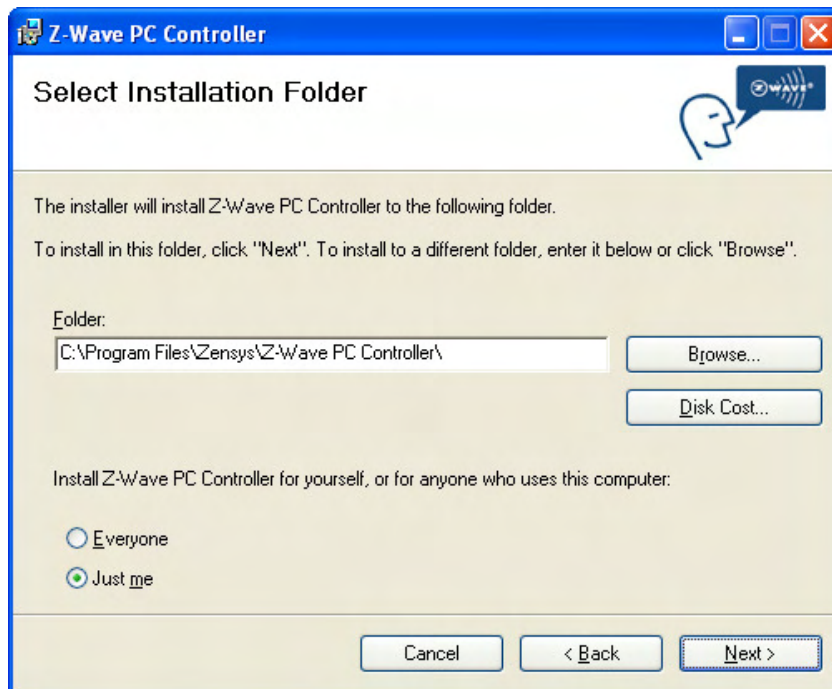 Z-Wave PC Controller
Select Installation Folder
Z WAVE
The installer will install Z-Wave PC Controller to the following folder.
To install in this folder, click "Next". To install to a different folder, enter it below or click "Browse".
Folder:
C:\Program Files\Zensys\Z-Wave PC Controller\
Browse...
Disk Cost...
Install Z-Wave PC Controller for yourself, or for anyone who uses this computer:
Everyone
Just me
Cancel
< Back
Next >